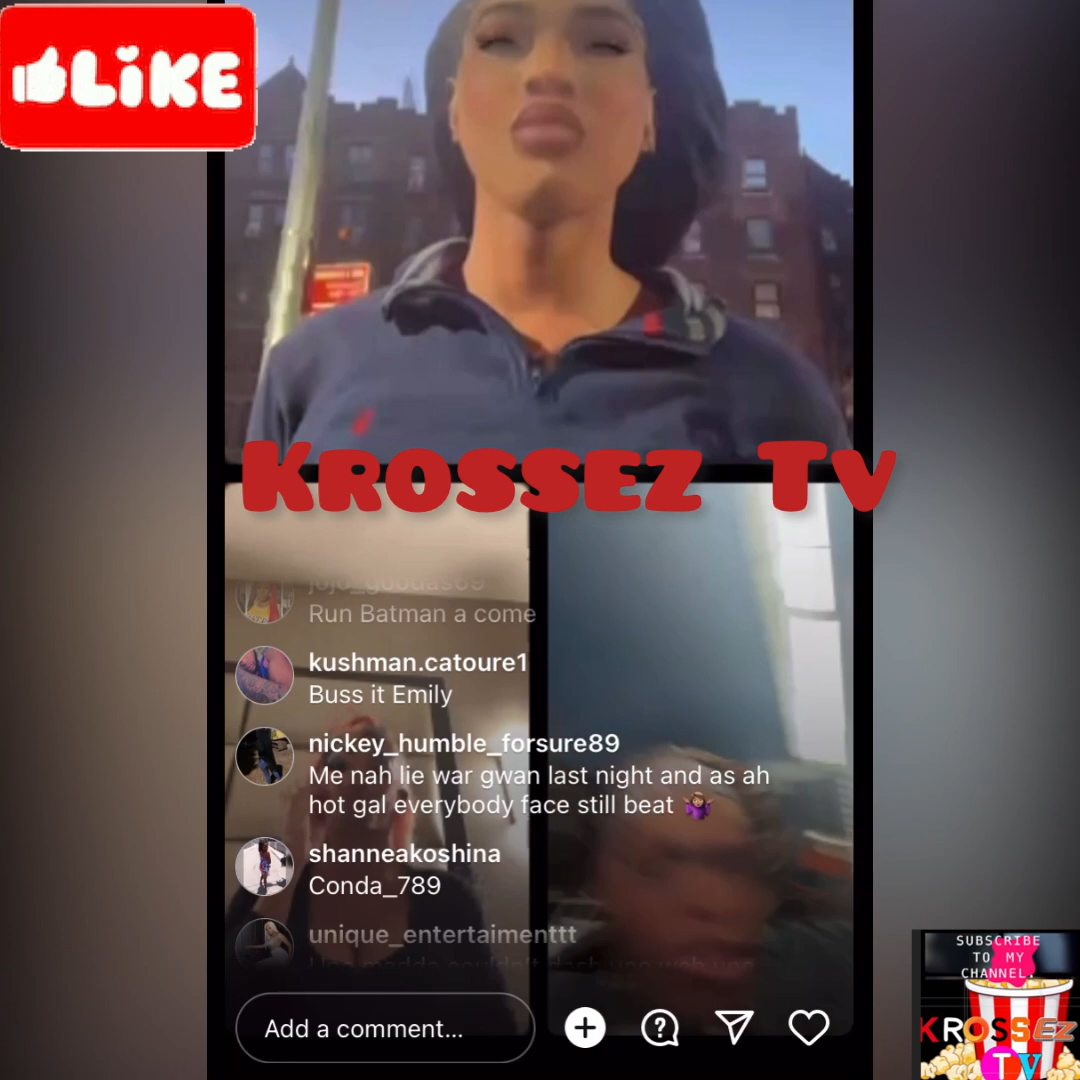 LiKE
Krossez Tv
jojo_goodas69
Run Batman a come
kushman.catoure1
Buss it Emily
nickey_humble_forsure89
Me nah lie war gwan last night and as ah
hot gal everybody face still beat 🤷🏽‍♀️
shanneakoshina
Conda_789
unique_entertaimenttt
Add a comment...
SUBSCRIBE
TO MY
CHANNEL.
KROSSEz
TV